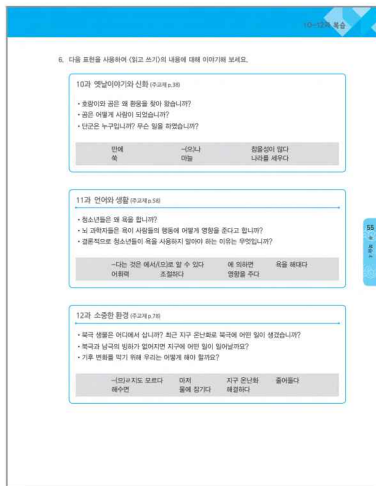 10~12과 복습
6. 다음 표현을 사용하여 <읽고 쓰기>의 내용에 대해 이야기해 보세요.
10과 옛날이야기와 신화 (주교재 p.38)
• 호랑이와 곰은 왜 환웅을 찾아 왔습니까?
• 곰은 어떻게 사람이 되었습니까?
• 단군은 누구입니까? 무슨 일을 하였습니까?
만에 -(으)나 참을성이 많다
쑥 마늘 나라를 세우다
11과 언어와 생활 (주교재 p.58)
• 청소년들은 왜 욕을 합니까?
• 뇌 과학자들은 욕이 사람들의 행동에 어떻게 영향을 준다고 합니까?
• 결론적으로 청소년들이 욕을 사용하지 말아야 하는 이유는 무엇입니까?
-다는 것은 에서/(으)로 알 수 있다 에 의하면 욕을 해대다
어휘력 조절하다 영향을 주다
55
12과 소중한 환경 (주교재 p.78)
• 북극 생물은 어디에서 삽니까? 최근 지구 온난화로 북극에 어떤 일이 생겼습니까?
• 북극과 남극의 빙하가 없어지면 지구에 어떤 일이 일어날까요?
• 기후 변화를 막기 위해 우리는 어떻게 해야 할까요?
-(으)ㄹ지도 모르다 마저 지구 온난화 줄어들다
해수면 물에 잠기다 해결하다